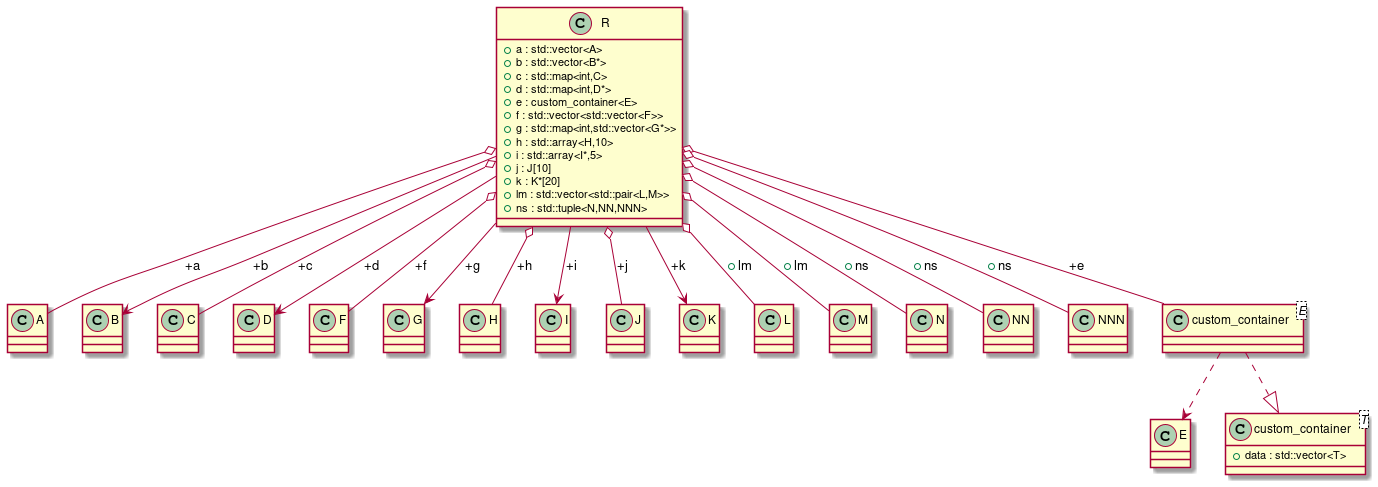 C R
a : std::vector<A>
b : std::vector<B*>
c : std::map<int,C>
d : std::map<int,D*>
e : custom_container<E>
f : std::vector<std::vector<F>>
g : std::map<int,std::vector<G*>>
h : std::array<H,10>
i : std::array<I*,5>
j : J[10]
k : K*[20]
lm : std::vector<std::pair<L,M>>
ns : std::tuple<N,NN,NNN>
+a +b +c +d +f +g +h +i +j +k lm lm ns ns ns +e
C A C B C C C D C F C G C H C I C J C K C L C M C N C NN C NNN C custom_container E
C E
C custom_container T
data : std::vector<T>